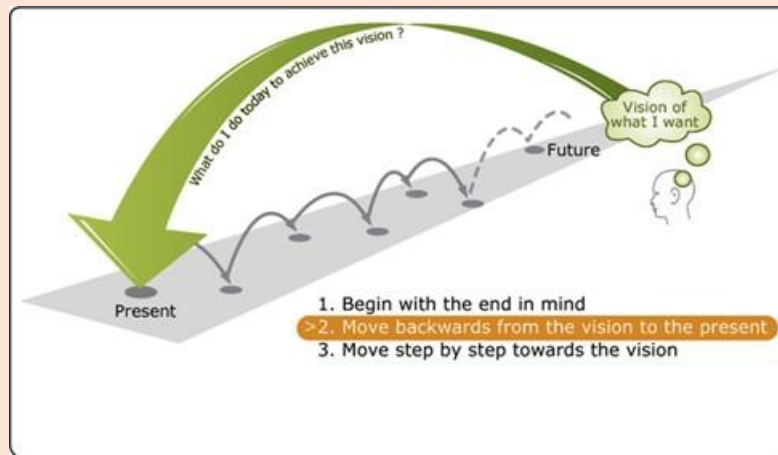 What do I do today to achieve this vision ?
Vision of
what I want
Future
Present
1. Begin with the end in mind
>2. Move backwards from the vision to the present
3. Move step by step towards the vision